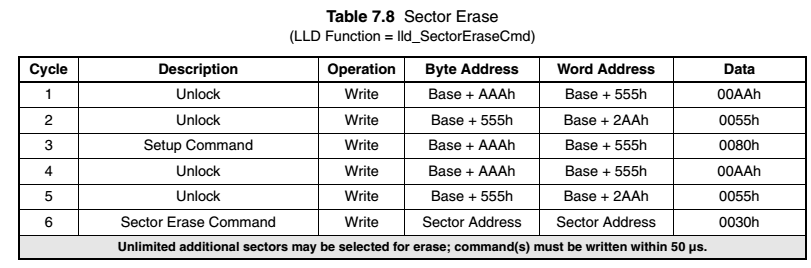 Table 7.8 Sector Erase
(LLD Function = lld_SectorEraseCmd)
Cycle Description Operation Byte Address Word Address Data
1 Unlock Write Base + AAAh Base + 555h 00AAh
2 Unlock Write Base + 555h Base + 2AAh 0055h
3 Setup Command Write Base + AAAh Base + 555h 0080h
4 Unlock Write Base + AAAh Base + 555h 00AAh
5 Unlock Write Base + 555h Base + 2AAh 0055h
6 Sector Erase Command Write Sector Address Sector Address 0030h
Unlimited additional sectors may be selected for erase; command(s) must be written within 50 µs.